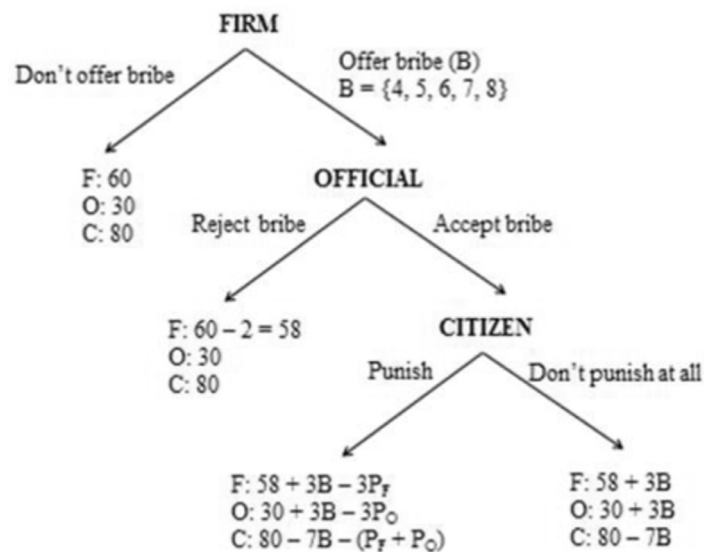 FIRM
Don't offer bribe
Offer bribe (B)
B = {4, 5, 6, 7, 8}
F: 60
O: 30
C: 80
OFFICIAL
Reject bribe
Accept bribe
F: 60 – 2 = 58
O: 30
C: 80
CITIZEN
Punish
Don't punish at all
F: 58 + 3B – 3P_F
O: 30 + 3B – 3P_O
C: 80 – 7B – (P_F + P_O)
F: 58 + 3B
O: 30 + 3B
C: 80 – 7B